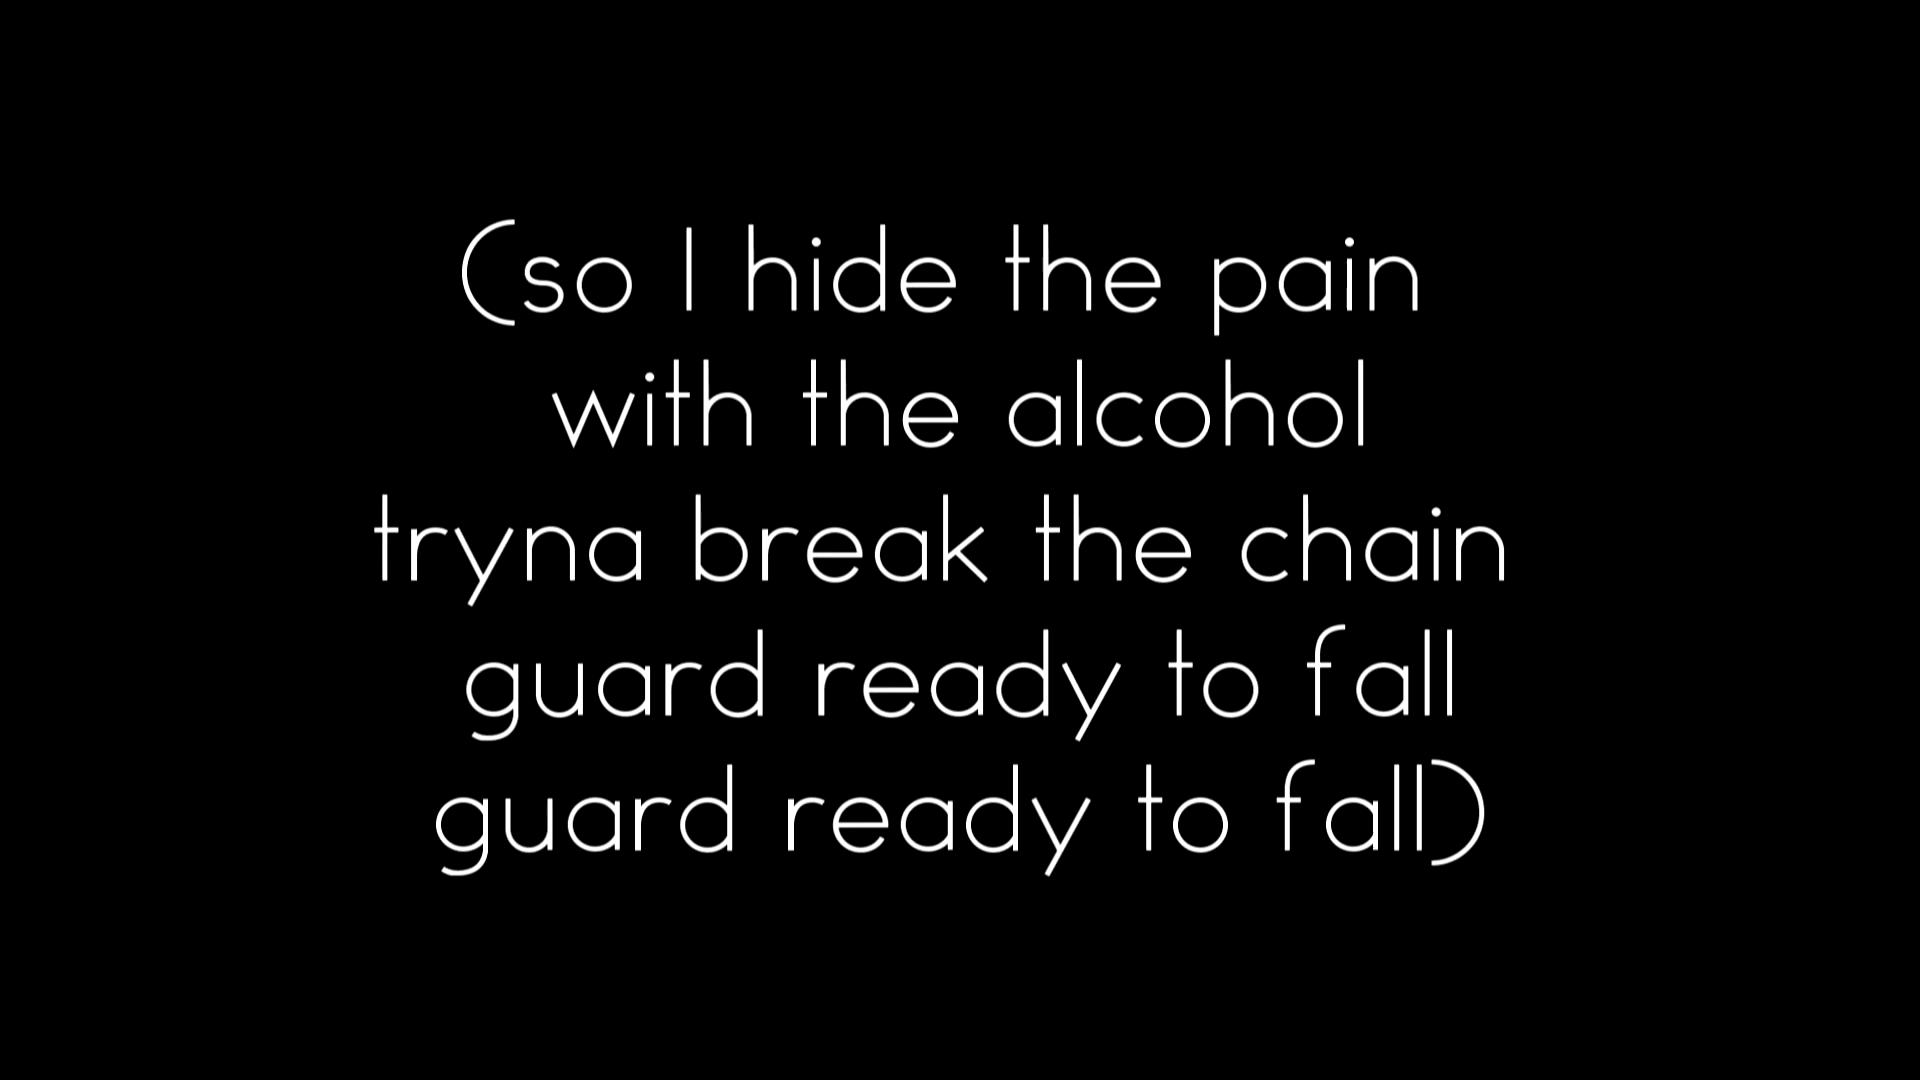 (so I hide the pain
with the alcohol
tryna break the chain
guard ready to fall
guard ready to fall)